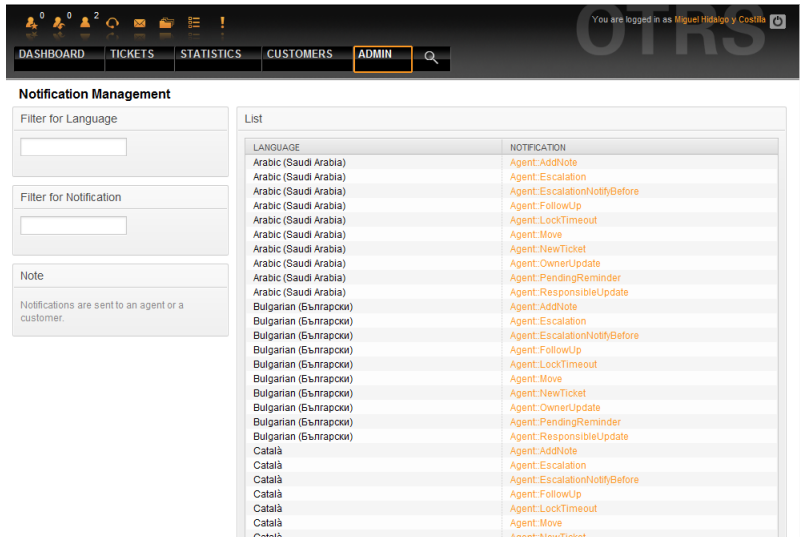 0 0 2
You are logged in as Miguel Hidalgo y Costilla
OTRS
DASHBOARD TICKETS STATISTICS CUSTOMERS ADMIN
Notification Management
Filter for Language
Filter for Notification
Note
Notifications are sent to an agent or a
customer.
List
LANGUAGE NOTIFICATION
Arabic (Saudi Arabia) Agent::AddNote
Arabic (Saudi Arabia) Agent::Escalation
Arabic (Saudi Arabia) Agent::EscalationNotifyBefore
Arabic (Saudi Arabia) Agent::FollowUp
Arabic (Saudi Arabia) Agent::LockTimeout
Arabic (Saudi Arabia) Agent::Move
Arabic (Saudi Arabia) Agent::NewTicket
Arabic (Saudi Arabia) Agent::OwnerUpdate
Arabic (Saudi Arabia) Agent::PendingReminder
Arabic (Saudi Arabia) Agent::ResponsibleUpdate
Bulgarian (Български) Agent::AddNote
Bulgarian (Български) Agent::Escalation
Bulgarian (Български) Agent::EscalationNotifyBefore
Bulgarian (Български) Agent::FollowUp
Bulgarian (Български) Agent::LockTimeout
Bulgarian (Български) Agent::Move
Bulgarian (Български) Agent::NewTicket
Bulgarian (Български) Agent::OwnerUpdate
Bulgarian (Български) Agent::PendingReminder
Bulgarian (Български) Agent::ResponsibleUpdate
Català Agent::AddNote
Català Agent::Escalation
Català Agent::EscalationNotifyBefore
Català Agent::FollowUp
Català Agent::LockTimeout
Català Agent::Move
Català Agent::NewTicket